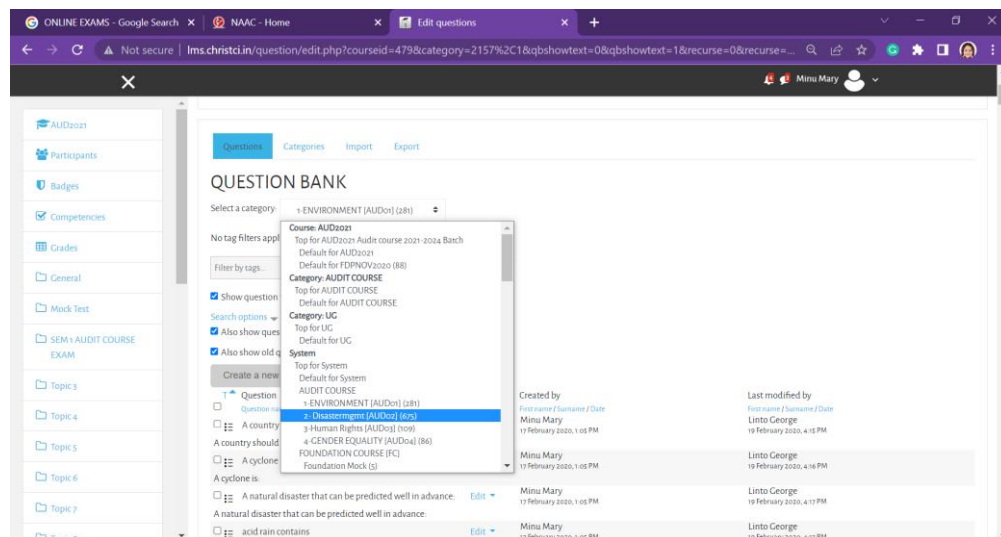 ONLINE EXAMS - Google Search
NAAC - Home
Edit questions
Not secure | lms.christcj.in/question/edit.php?courseid=479&category=2157%2C1&qbshowtext=0&qbshowtext=1&recurse=0&recurse=...
Minu Mary
AUD2021
Participants
Badges
Competencies
Grades
General
Mock Test
SEM 1 AUDIT COURSE
EXAM
Topic 3
Topic 4
Topic 5
Topic 6
Topic 7
Questions Categories Import Export
QUESTION BANK
Select a category: 1-ENVIRONMENT [AUD01] (281)
No tag filters appl
Filter by tags...
Show question
Search options
Also show ques
Also show old q
Create a new
Course: AUD2021
Top for AUD2021 Audit course 2021-2024 Batch
Default for AUD2021
Default for FDPNOV2020 (88)
Category: AUDIT COURSE
Top for AUDIT COURSE
Default for AUDIT COURSE
Category: UG
Top for UG
Default for UG
System
Top for System
Default for System
AUDIT COURSE
1-ENVIRONMENT [AUD01] (281)
2- Disastermgmt [AUD02] (675)
3-Human Rights [AUD03] (109)
4-GENDER EQUALITY [AUD04] (86)
FOUNDATION COURSE (FC)
Foundation Mock (5)
T Question Created by Last modified by
Question na First name / Surname / Date First name / Surname / Date
A country Minu Mary Linto George
17 February 2020, 1:05 PM 19 February 2020, 4:15 PM
A country should
A cyclone Minu Mary Linto George
17 February 2020, 1:05 PM 19 February 2020, 4:16 PM
A cyclone is:
A natural disaster that can be predicted well in advance: Edit Minu Mary Linto George
17 February 2020, 1:05 PM 19 February 2020, 4:17 PM
A natural disaster that can be predicted well in advance:
acid rain contains Edit Minu Mary Linto George